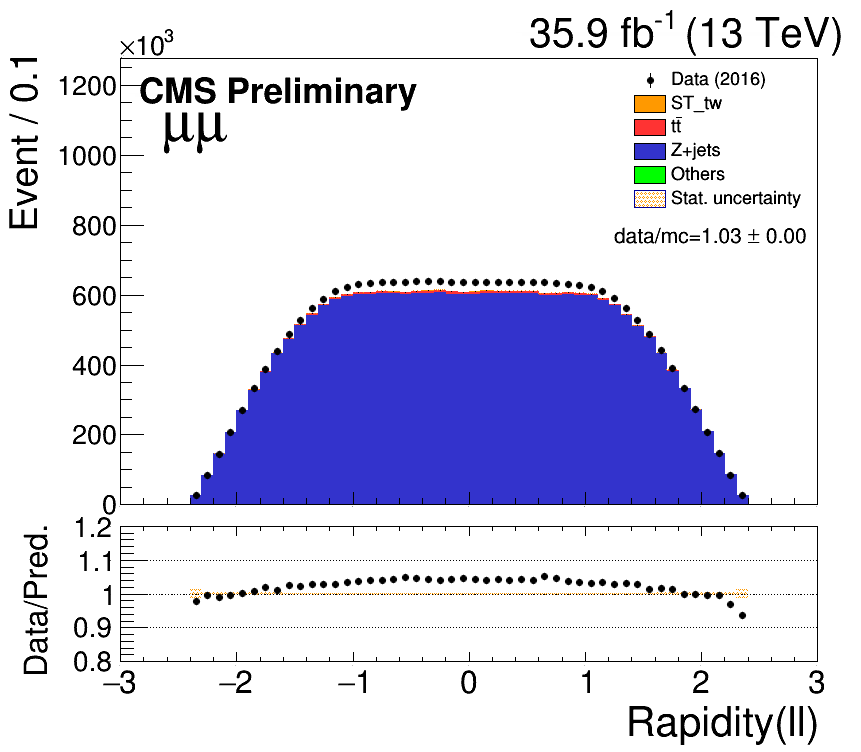 35.9 fb⁻¹ (13 TeV)
×10³
CMS Preliminary
μμ
Data (2016)
ST_tw
tt̄
Z+jets
Others
Stat. uncertainty
data/mc=1.03 ± 0.00
Event / 0.1
1200
1000
800
600
400
200
0
Data/Pred.
1.2
1.1
1
0.9
0.8
−3 −2 −1 0 1 2 3
Rapidity(ll)